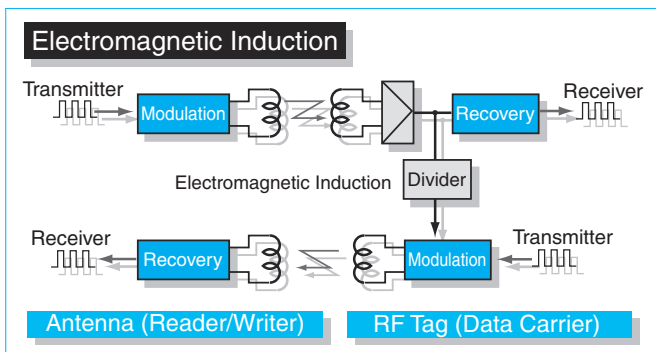 Electromagnetic Induction
Transmitter
Modulation
Recovery
Receiver
Electromagnetic Induction
Divider
Receiver
Recovery
Modulation
Transmitter
Antenna (Reader/Writer)
RF Tag (Data Carrier)